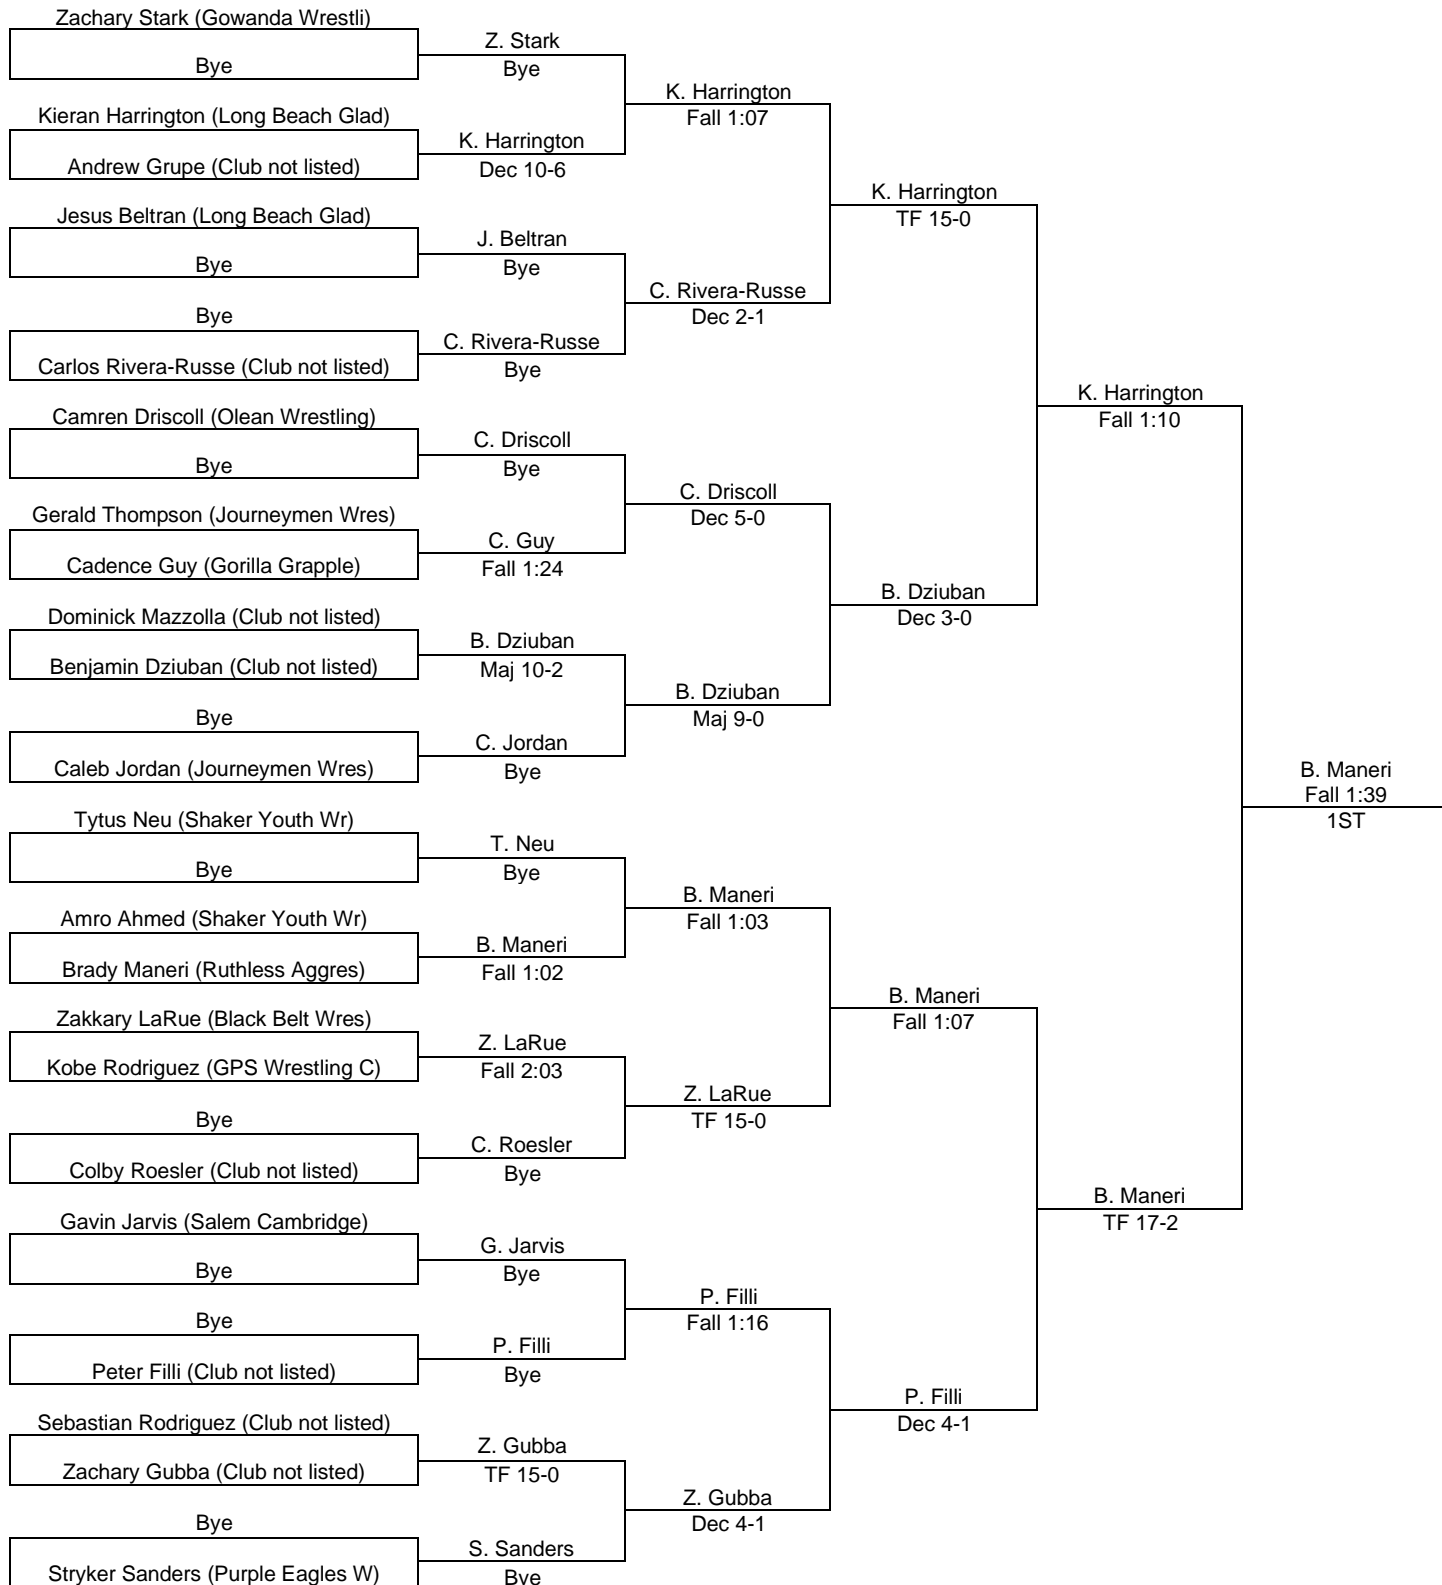 Zachary Stark (Gowanda Wrestli)
Bye
Kieran Harrington (Long Beach Glad)
Andrew Grupe (Club not listed)
Jesus Beltran (Long Beach Glad)
Bye
Bye
Carlos Rivera-Russe (Club not listed)
Camren Driscoll (Olean Wrestling)
Bye
Gerald Thompson (Journeymen Wres)
Cadence Guy (Gorilla Grapple)
Dominick Mazzolla (Club not listed)
Benjamin Dziuban (Club not listed)
Bye
Caleb Jordan (Journeymen Wres)
Tytus Neu (Shaker Youth Wr)
Bye
Amro Ahmed (Shaker Youth Wr)
Brady Maneri (Ruthless Aggres)
Zakkary LaRue (Black Belt Wres)
Kobe Rodriguez (GPS Wrestling C)
Bye
Colby Roesler (Club not listed)
Gavin Jarvis (Salem Cambridge)
Bye
Bye
Peter Filli (Club not listed)
Sebastian Rodriguez (Club not listed)
Zachary Gubba (Club not listed)
Bye
Stryker Sanders (Purple Eagles W)
Z. Stark
Bye
K. Harrington
Dec 10-6
J. Beltran
Bye
C. Rivera-Russe
Bye
C. Driscoll
Bye
C. Guy
Fall 1:24
B. Dziuban
Maj 10-2
C. Jordan
Bye
T. Neu
Bye
B. Maneri
Fall 1:02
Z. LaRue
Fall 2:03
C. Roesler
Bye
G. Jarvis
Bye
P. Filli
Bye
Z. Gubba
TF 15-0
S. Sanders
Bye
K. Harrington
Fall 1:07
C. Rivera-Russe
Dec 2-1
C. Driscoll
Dec 5-0
B. Dziuban
Maj 9-0
B. Maneri
Fall 1:03
Z. LaRue
TF 15-0
P. Filli
Fall 1:16
Z. Gubba
Dec 4-1
K. Harrington
TF 15-0
B. Dziuban
Dec 3-0
B. Maneri
Fall 1:07
P. Filli
Dec 4-1
K. Harrington
Fall 1:10
B. Maneri
TF 17-2
B. Maneri
Fall 1:39
1ST